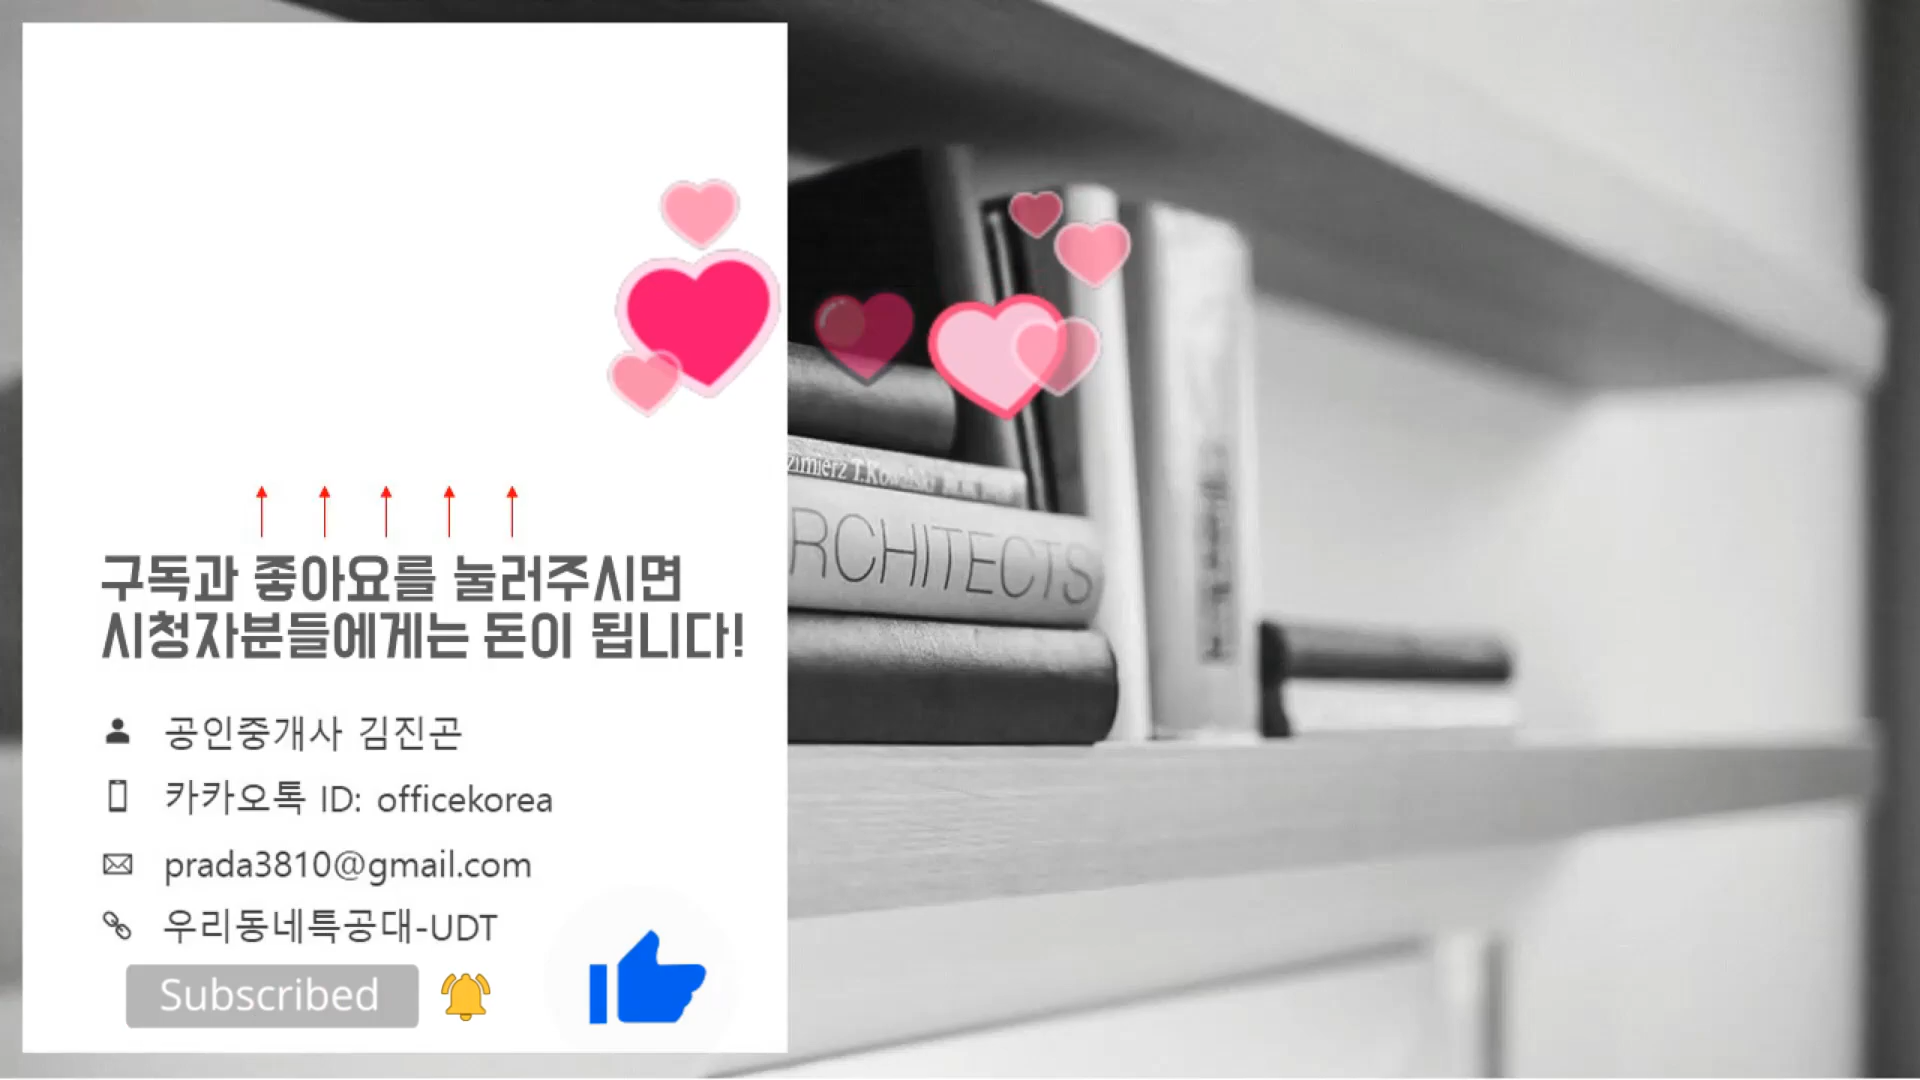 구독과 좋아요를 눌러주시면
시청자분들에게는 돈이 됩니다!
공인중개사 김진곤
카카오톡 ID: officekorea
prada3810@gmail.com
우리동네특공대-UDT
Subscribed
zimierz T.Kowalski
RCHITECTS